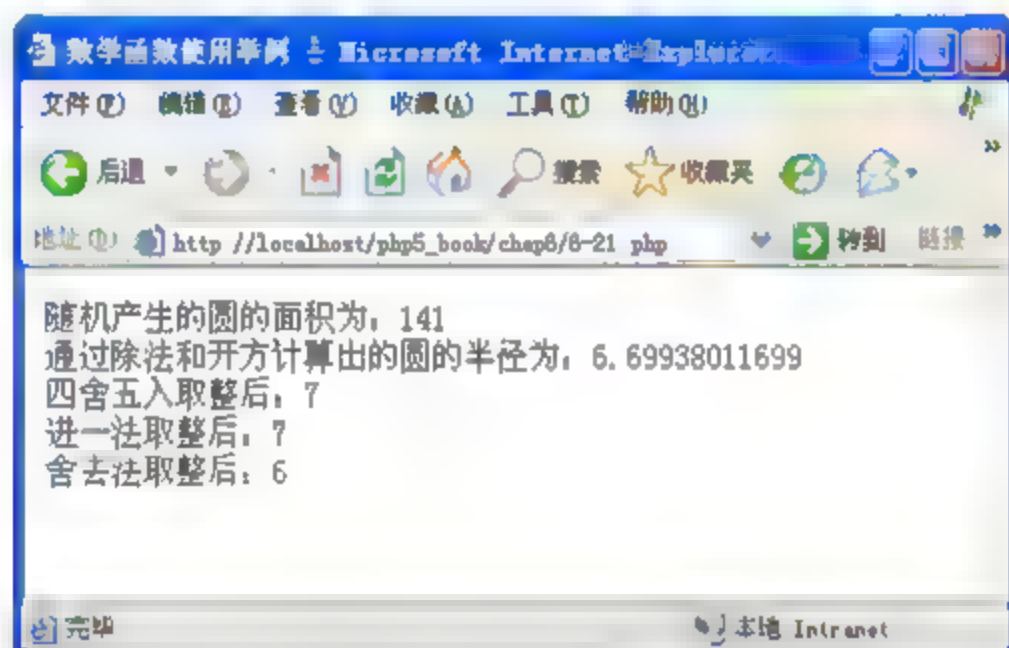 数学函数使用举例 - Microsoft Internet Explorer
文件(F) 编辑(E) 查看(V) 收藏(A) 工具(T) 帮助(H)
后退 搜索 收藏夹
地址(D) http //localhost/php5_book/chap8/8-21 php 转到 链接
随机产生的圆的面积为: 141
通过除法和开方计算出的圆的半径为: 6.69938011699
四舍五入取整后: 7
进一法取整后: 7
舍去法取整后: 6
完毕 本地 Intranet